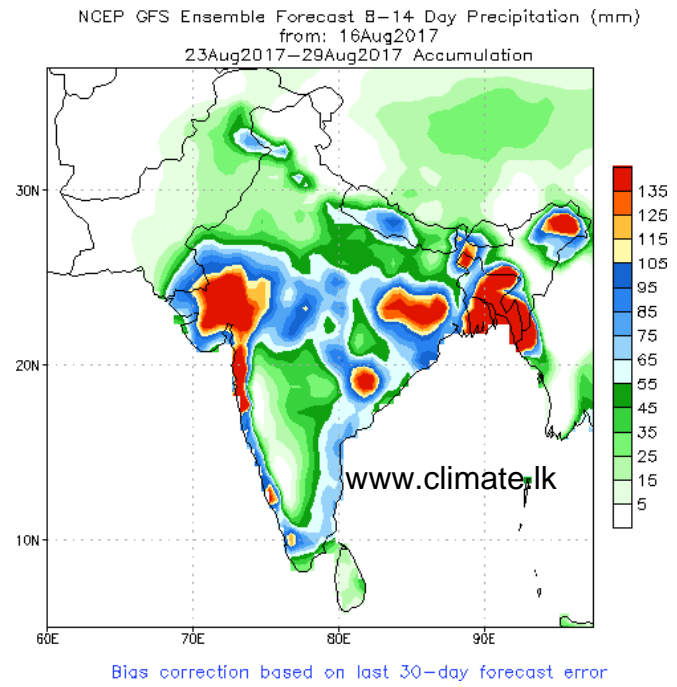 NCEP GFS Ensemble Forecast 8-14 Day Precipitation (mm)
from: 16Aug2017
23Aug2017-29Aug2017 Accumulation
30N
20N
10N
60E 70E 80E 90E
135
125
115
105
95
85
75
65
55
45
35
25
15
5
www.climate.lk
Bias correction based on last 30-day forecast error